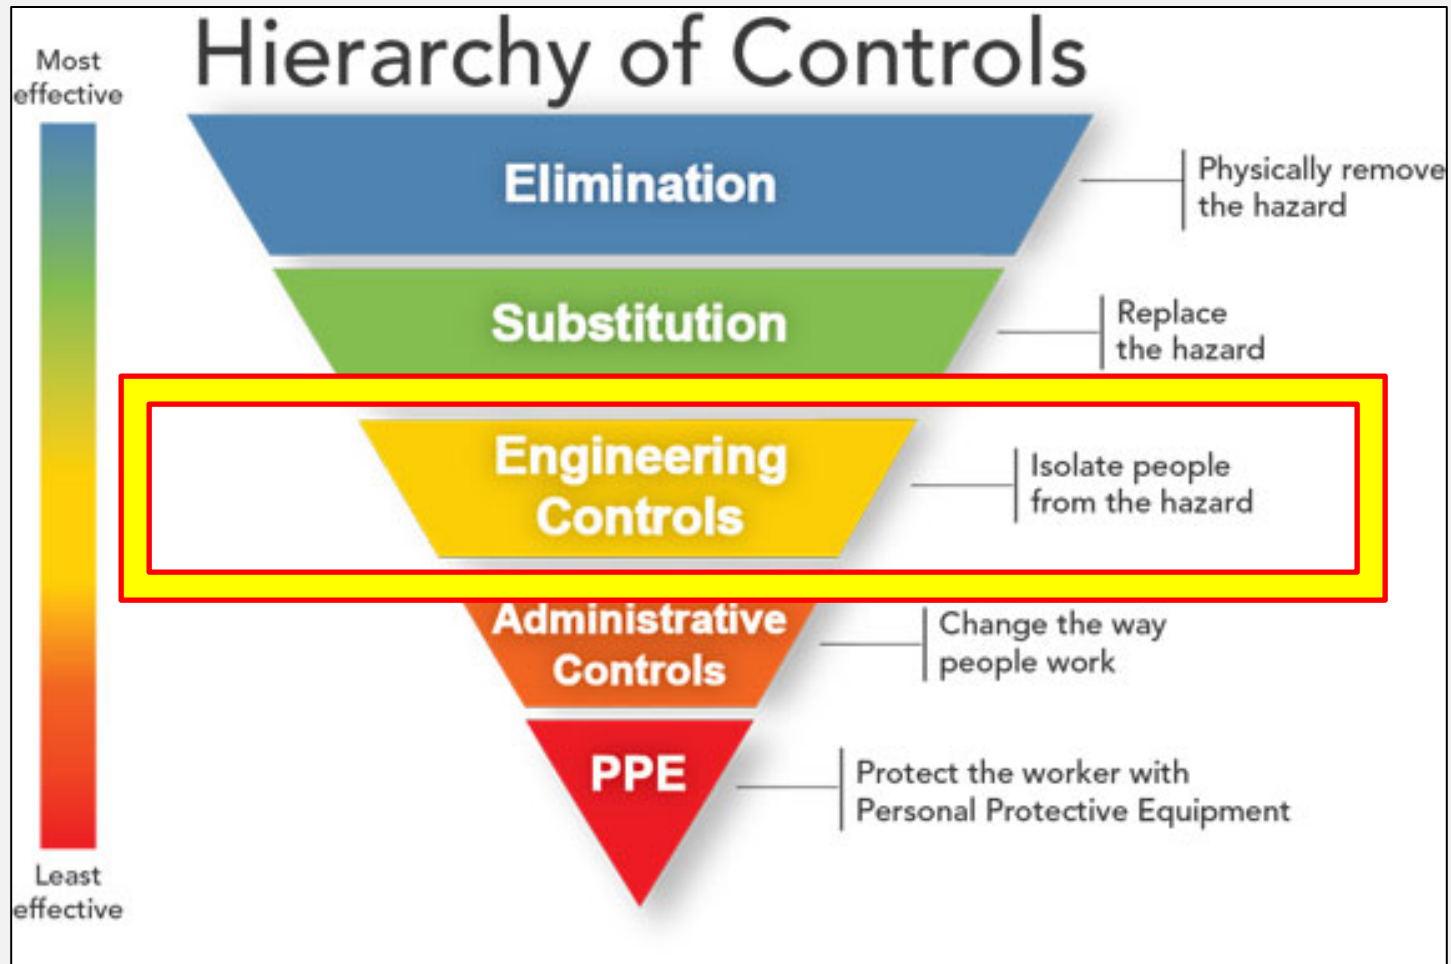 Hierarchy of Controls
Most
effective
Elimination
Physically remove
the hazard
Substitution
Replace
the hazard
Engineering
Controls
Isolate people
from the hazard
Administrative
Controls
Change the way
people work
PPE
Protect the worker with
Personal Protective Equipment
Least
effective